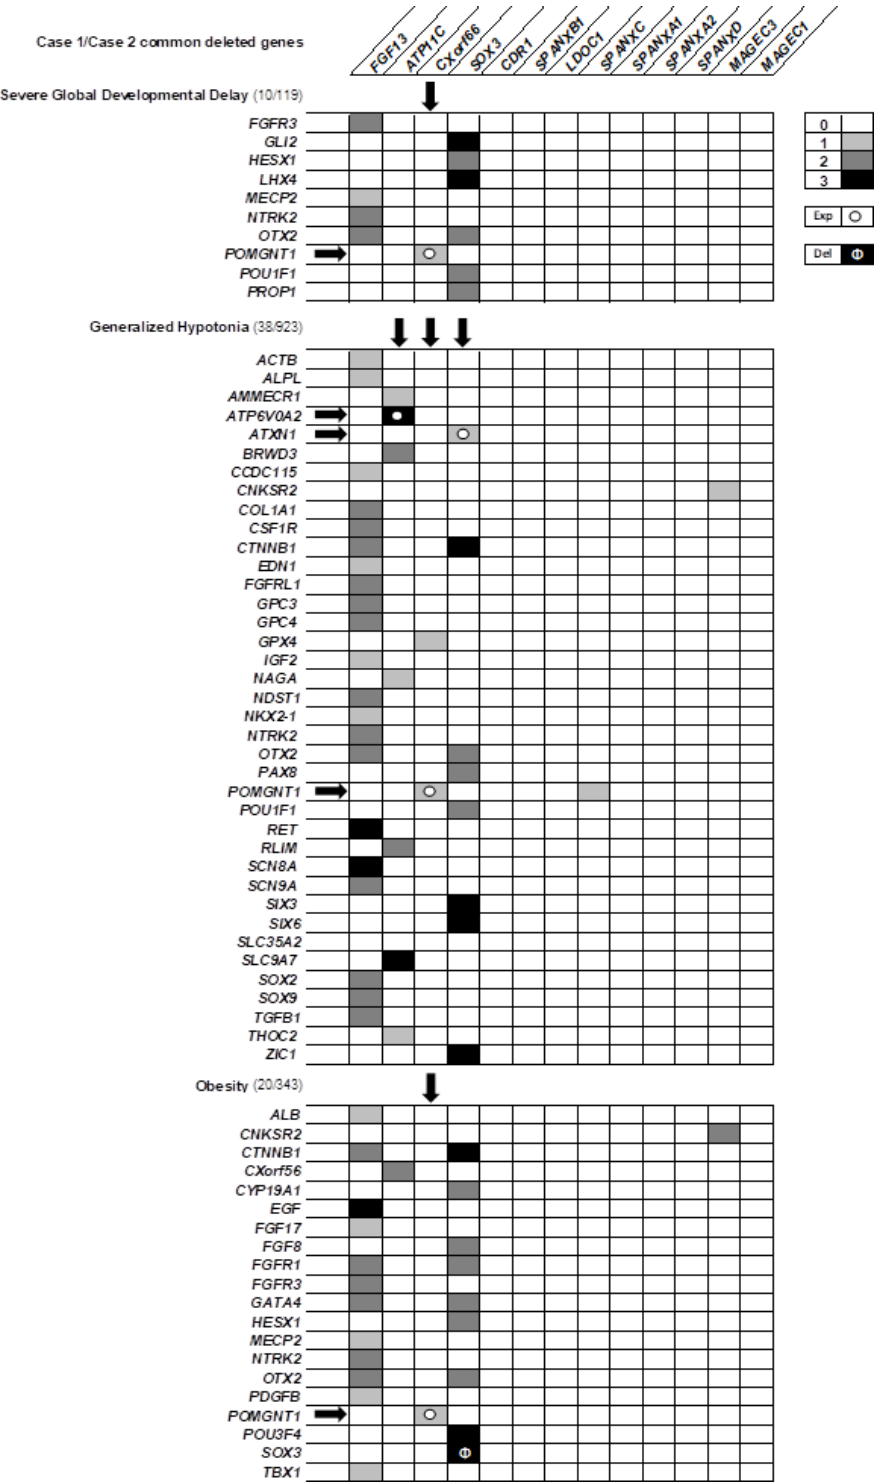 Case 1/Case 2 common deleted genes
FGF13
ATP11C
CXorf66
SOX3
CDR1
SPANXB1
LDOC1
SPANXC
SPANXA1
SPANXA2
SPANXD
MAGEC3
MAGEC1
Severe Global Developmental Delay (10/119)
FGFR3
GLI2
HESX1
LHX4
MECP2
NTRK2
OTX2
POMGNT1
POU1F1
PROP1
0
1
2
3
Exp
Del Φ
Generalized Hypotonia (38/923)
ACTB
ALPL
AMMECR1
ATP6V0A2
ATXN1
BRWD3
CCDC115
CNKSR2
COL1A1
CSF1R
CTNNB1
EDN1
FGFRL1
GPC3
GPC4
GPX4
IGF2
NAGA
NDST1
NKX2-1
NTRK2
OTX2
PAX8
POMGNT1
POU1F1
RET
RLIM
SCN8A
SCN9A
SIX3
SIX6
SLC35A2
SLC9A7
SOX2
SOX9
TGFB1
THOC2
ZIC1
Obesity (20/343)
ALB
CNKSR2
CTNNB1
CXorf56
CYP19A1
EGF
FGF17
FGF8
FGFR1
FGFR3
GATA4
HESX1
MECP2
NTRK2
OTX2
PDGFB
POMGNT1
POU3F4
SOX3 Φ
TBX1